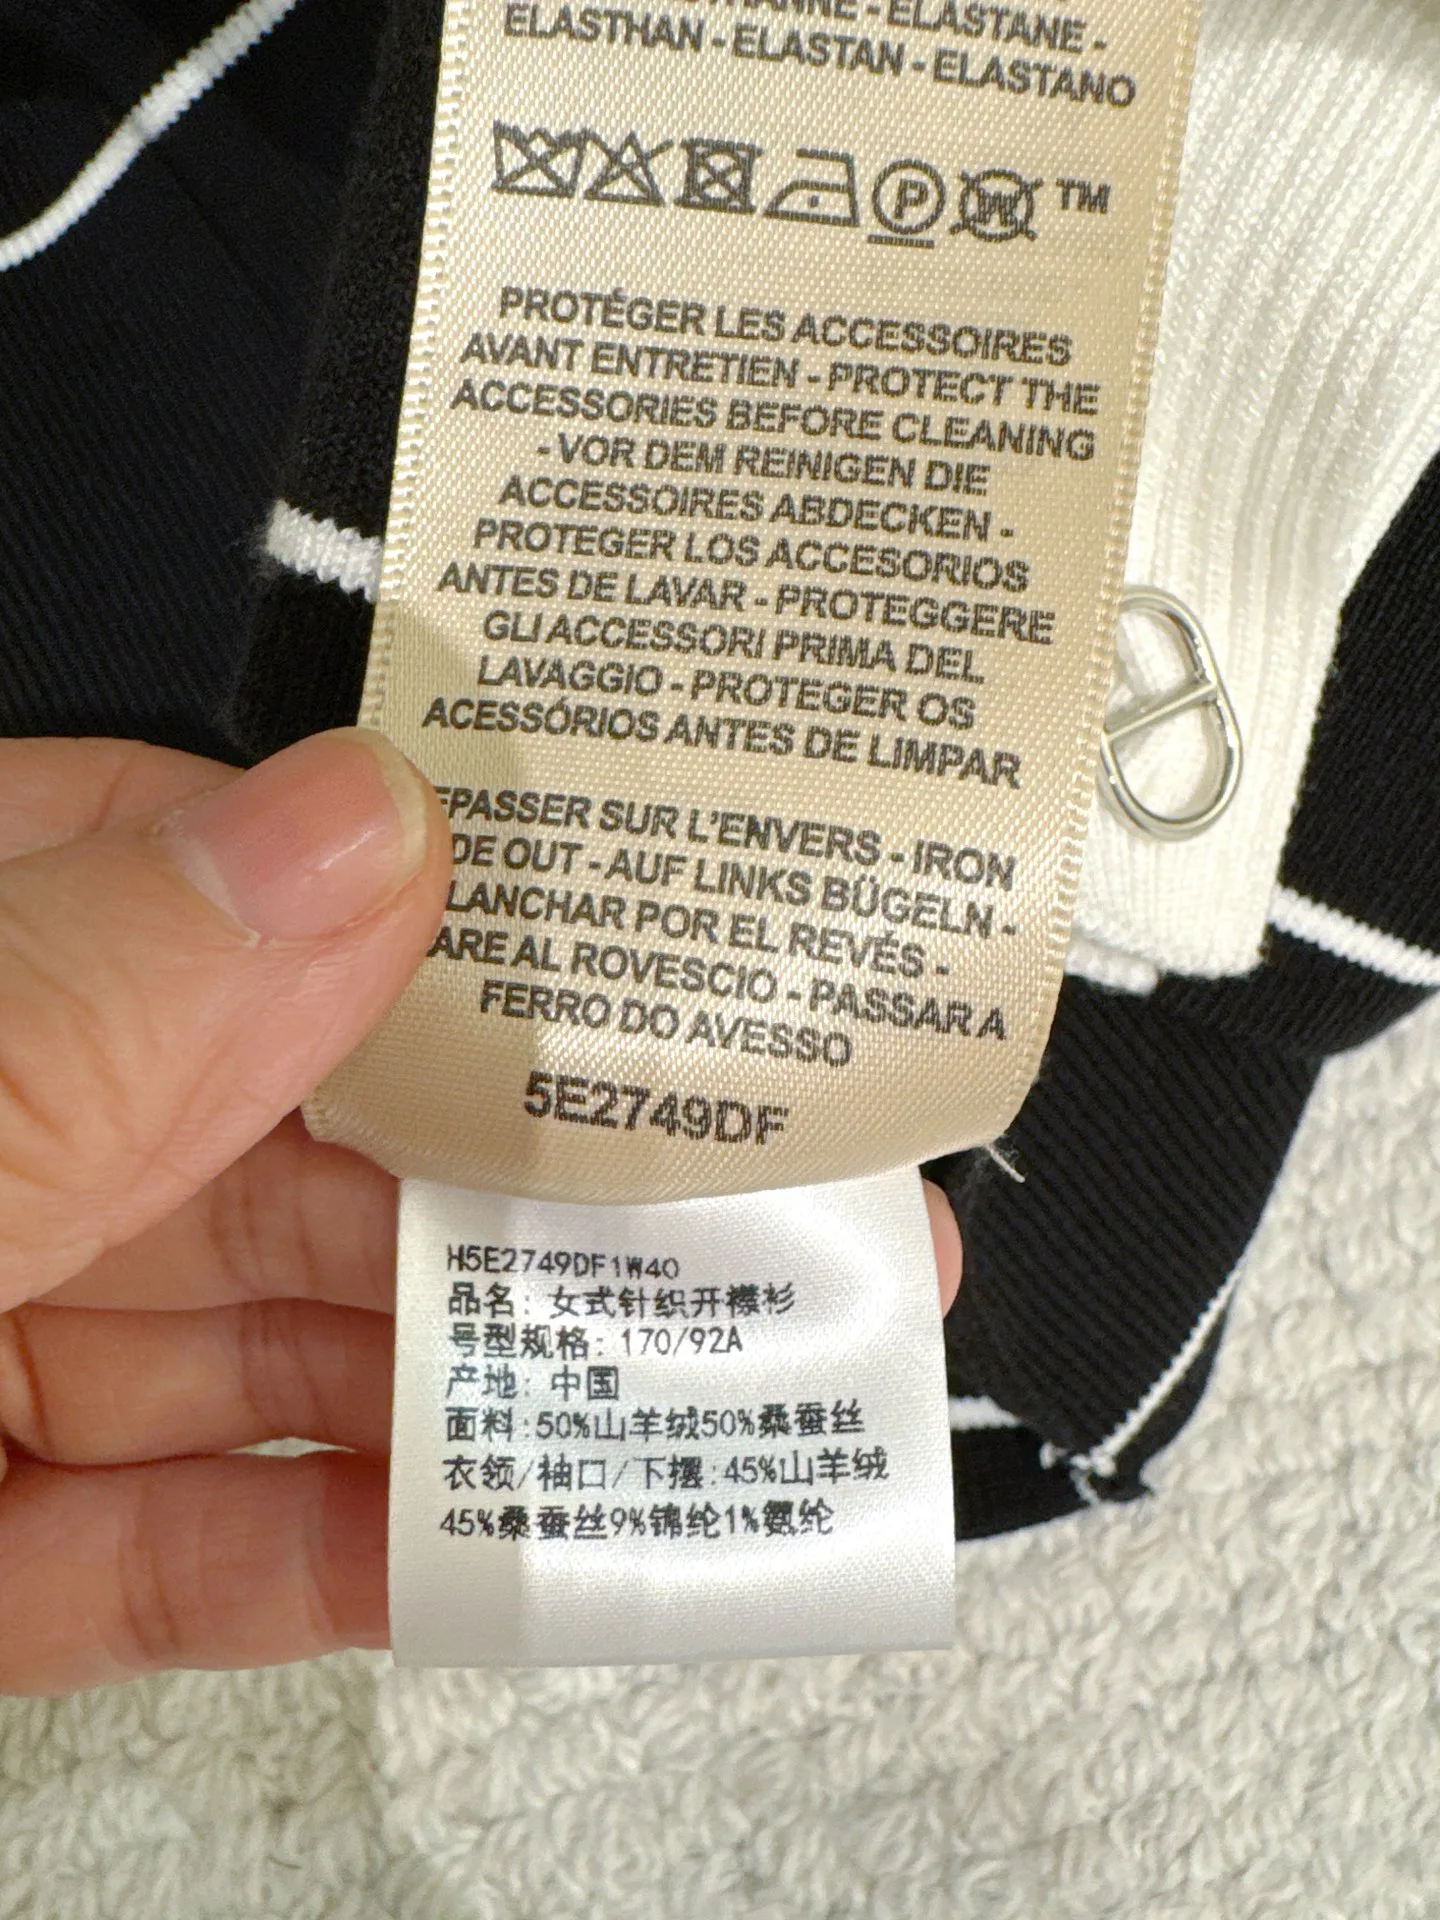 ELASTHANNE - ELASTANE -
ELASTHAN - ELASTAN - ELASTANO
P W TM
PROTÉGER LES ACCESSOIRES
AVANT ENTRETIEN - PROTECT THE
ACCESSORIES BEFORE CLEANING
- VOR DEM REINIGEN DIE
ACCESSOIRES ABDECKEN -
PROTEGER LOS ACCESORIOS
ANTES DE LAVAR - PROTEGGERE
GLI ACCESSORI PRIMA DEL
LAVAGGIO - PROTEGER OS
ACESSÓRIOS ANTES DE LIMPAR
EPASSER SUR L'ENVERS - IRON
DE OUT - AUF LINKS BÜGELN -
LANCHAR POR EL REVÉS -
ARE AL ROVESCIO - PASSAR A
FERRO DO AVESSO
5E2749DF
H5E2749DF1W40
品名: 女式针织开襟衫
号型规格: 170/92A
产地: 中国
面料:50%山羊绒50%桑蚕丝
衣领/袖口/下摆:45%山羊绒
45%桑蚕丝9%锦纶1%氨纶